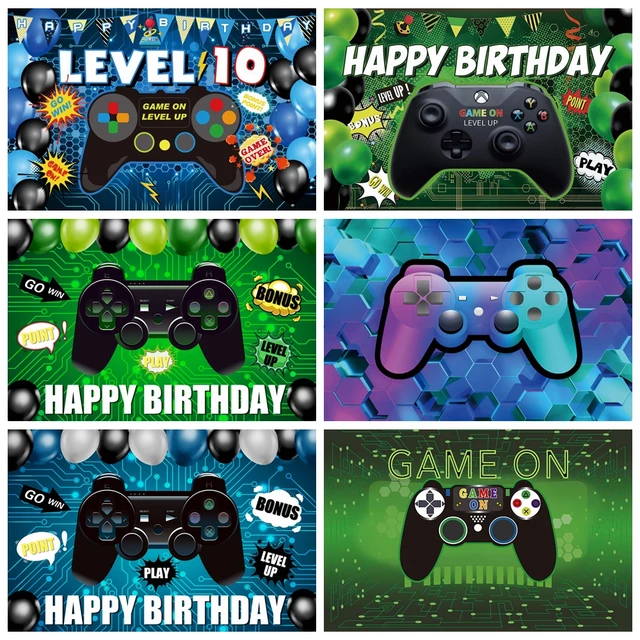 HAPPY BIRTHDAY
LEVEL 10
GAME ON
LEVEL UP
GO
WIN!
BONUS
POINT
GAME
OVER!
HAPPY BIRTHDAY
LEVEL UP !
GAME ON
LEVEL UP
POINT
BONUS
PLAY
GO WIN
GO WIN
BONUS
POINT !
PLAY
LEVEL
UP
HAPPY BIRTHDAY
GO WIN
BONUS
POINT !
PLAY
LEVEL
UP
HAPPY BIRTHDAY
GAME ON
GAME
ON